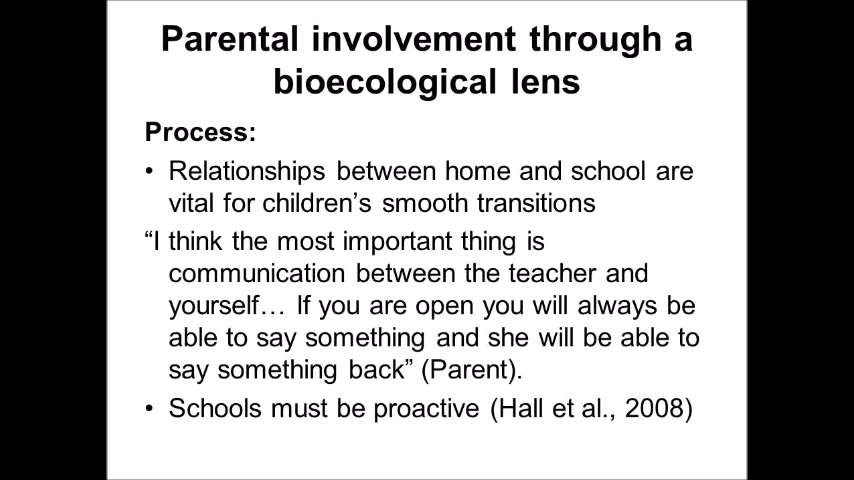 Parental involvement through a
bioecological lens
Process:
• Relationships between home and school are
vital for children’s smooth transitions
“I think the most important thing is
communication between the teacher and
yourself… If you are open you will always be
able to say something and she will be able to
say something back” (Parent).
• Schools must be proactive (Hall et al., 2008)